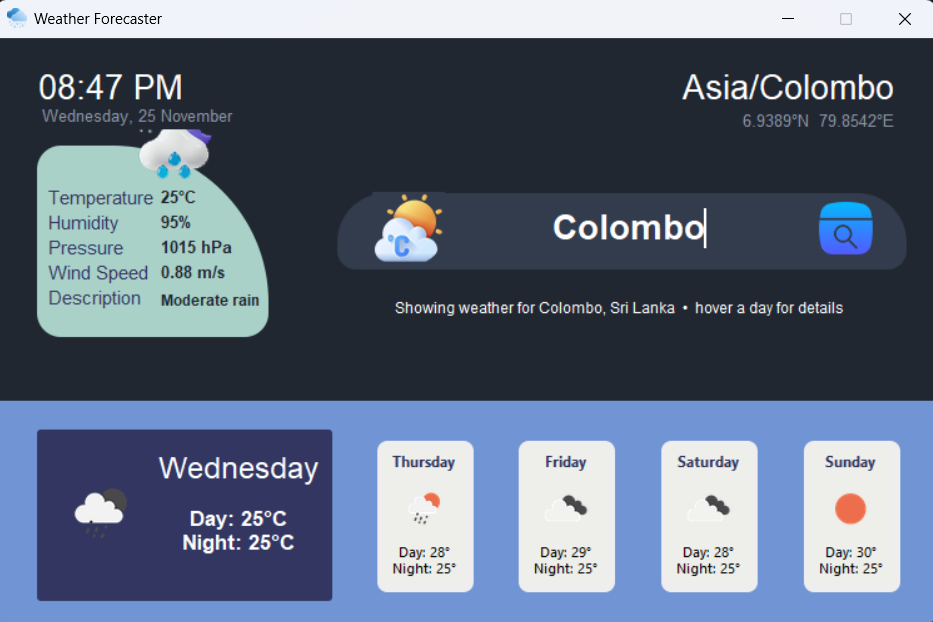 Weather Forecaster
08:47 PM
Wednesday, 25 November
Asia/Colombo
6.9389°N 79.8542°E
Temperature 25°C
Humidity 95%
Pressure 1015 hPa
Wind Speed 0.88 m/s
Description Moderate rain
°C
Colombo
Showing weather for Colombo, Sri Lanka • hover a day for details
Wednesday
Day: 25°C
Night: 25°C
Thursday
Day: 28°
Night: 25°
Friday
Day: 29°
Night: 25°
Saturday
Day: 28°
Night: 25°
Sunday
Day: 30°
Night: 25°